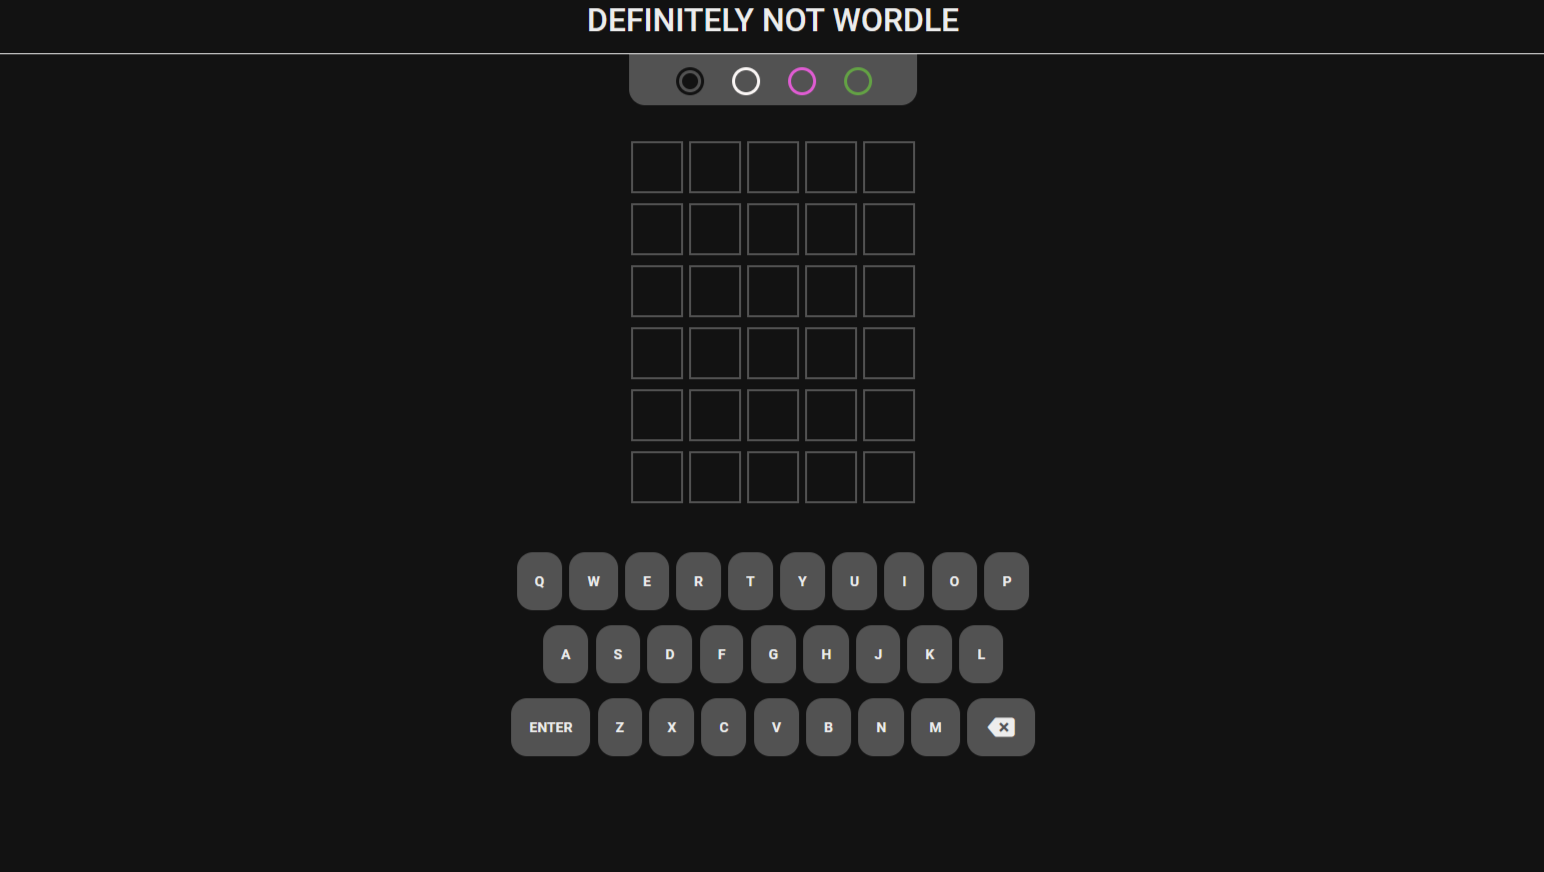 DEFINITELY NOT WORDLE
Q W E R T Y U I O P
A S D F G H J K L
ENTER Z X C V B N M